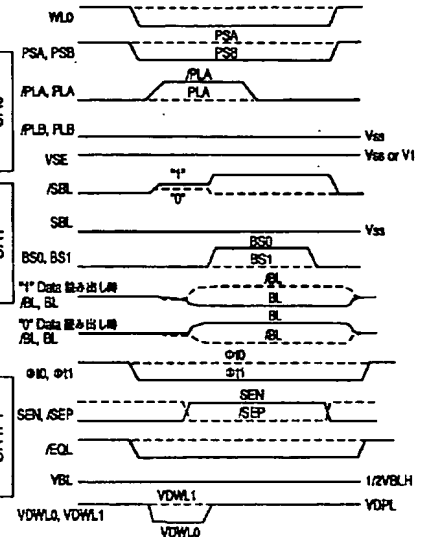 WL0
PSA
PSA, PSB
PSB
/PLA
/PLA, PLA
PLA
/PLB, PLB
Vss
VSE
Vss or V1
"1"
/SBL
"0"
SBL
Vss
BS0
BS0, BS1
BS1
"1" Data 読み出し時
/BL
/BL, BL
BL
"0" Data 読み出し時
BL
/BL, BL
/BL
Φt0
Φt0, Φt1
Φt1
SEN
SEN, /SEP
/SEP
/EQL
VBL
1/2VBLH
VDWL1
VDPL
VDWL0, VDWL1
VDWL0